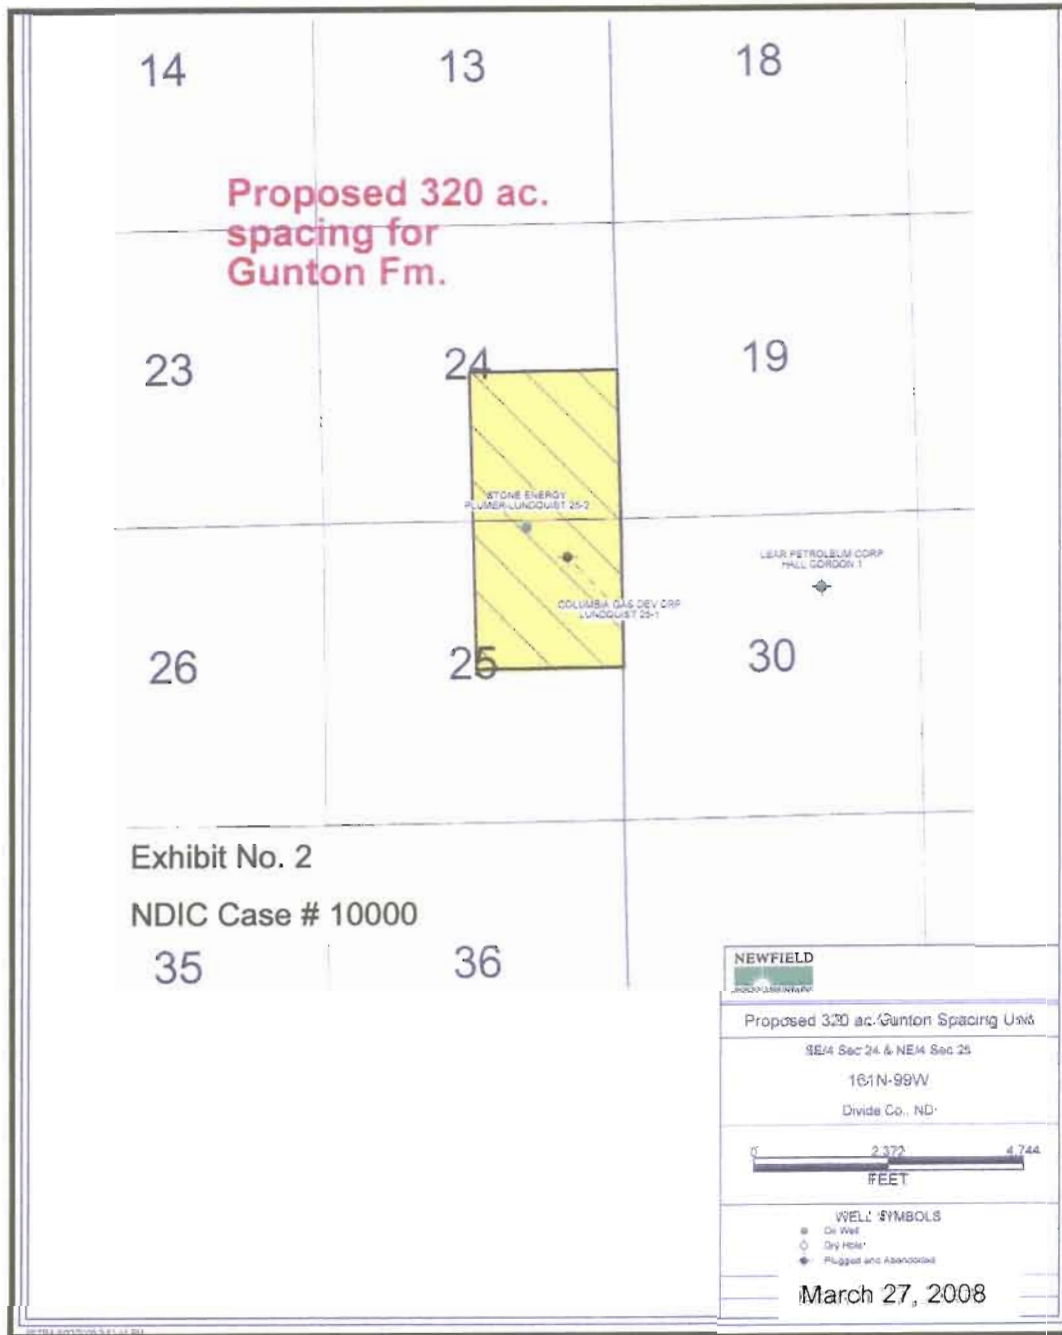 14 13 18
Proposed 320 ac.
spacing for
Gunton Fm.
23 24 19
STONE ENERGY
PLUMER-LUNDQUIST 25-2
LEAR PETROLEUM CORP
HALL GORDON 1
COLUMBIA GAS DEV CRP
LUNDQUIST 25-1
26 25 30
Exhibit No. 2
NDIC Case # 10000
35 36
NEWFIELD
Proposed 320 ac. Gunton Spacing Unit
SE/4 Sec 24 & NE/4 Sec 25
161N-99W
Divide Co., ND
0 2,372 4,744
FEET
WELL SYMBOLS
Oil Well
Dry Hole
Plugged and Abandoned
March 27, 2008